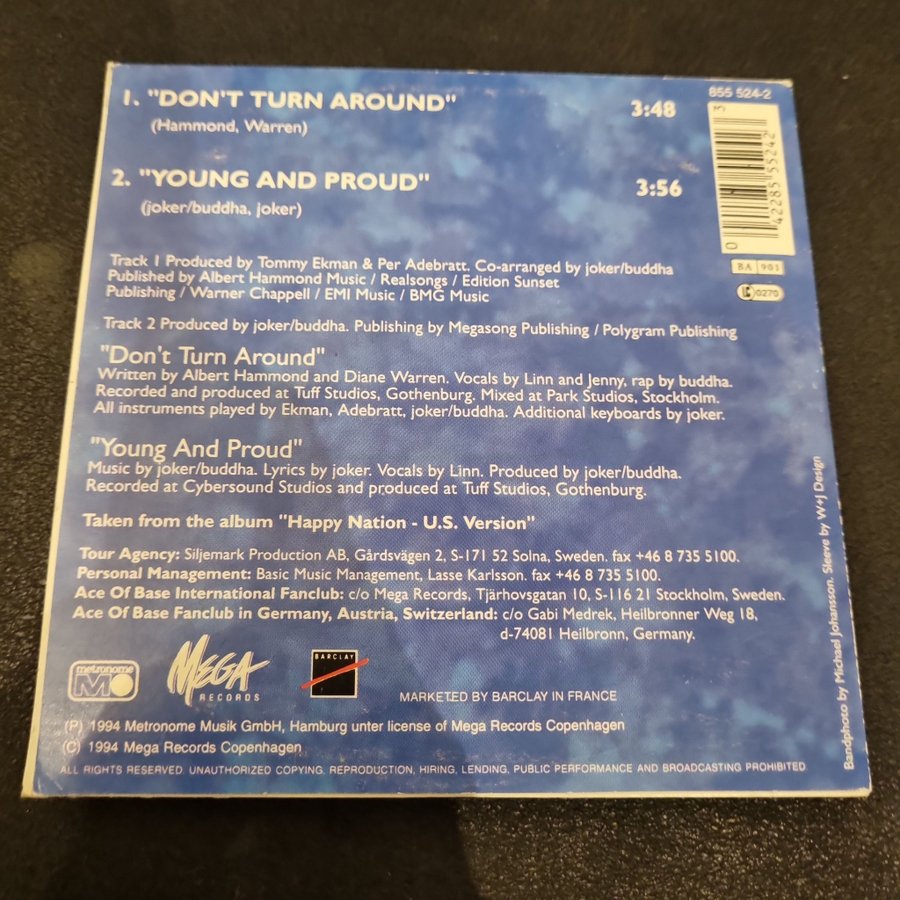 1. "DON'T TURN AROUND" 3:48
(Hammond, Warren)
2. "YOUNG AND PROUD" 3:56
(joker/buddha, joker)
855 524-2
0 42285 55242 3
BA 901
LC 0270
Track 1 Produced by Tommy Ekman & Per Adebratt. Co-arranged by joker/buddha
Published by Albert Hammond Music / Realsongs / Edition Sunset
Publishing / Warner Chappell / EMI Music / BMG Music
Track 2 Produced by joker/buddha. Publishing by Megasong Publishing / Polygram Publishing
"Don't Turn Around"
Written by Albert Hammond and Diane Warren. Vocals by Linn and Jenny, rap by buddha.
Recorded and produced at Tuff Studios, Gothenburg. Mixed at Park Studios, Stockholm.
All instruments played by Ekman, Adebratt, joker/buddha. Additional keyboards by joker.
"Young And Proud"
Music by joker/buddha. Lyrics by joker. Vocals by Linn. Produced by joker/buddha.
Recorded at Cybersound Studios and produced at Tuff Studios, Gothenburg.
Taken from the album "Happy Nation - U.S. Version"
Tour Agency: Siljemark Production AB, Gårdsvägen 2, S-171 52 Solna, Sweden. fax +46 8 735 5100.
Personal Management: Basic Music Management, Lasse Karlsson. fax +46 8 735 5100.
Ace Of Base International Fanclub: c/o Mega Records, Tjärhovsgatan 10, S-116 21 Stockholm, Sweden.
Ace Of Base Fanclub in Germany, Austria, Switzerland: c/o Gabi Medrek, Heilbronner Weg 18,
d-74081 Heilbronn, Germany.
metronome
MEGA
RECORDS
BARCLAY
MARKETED BY BARCLAY IN FRANCE
(P) 1994 Metronome Musik GmbH, Hamburg unter license of Mega Records Copenhagen
(C) 1994 Mega Records Copenhagen
ALL RIGHTS RESERVED. UNAUTHORIZED COPYING, REPRODUCTION, HIRING, LENDING, PUBLIC PERFORMANCE AND BROADCASTING PROHIBITED
Bandphoto by Michael Johansson. Sleeve by W+J Design